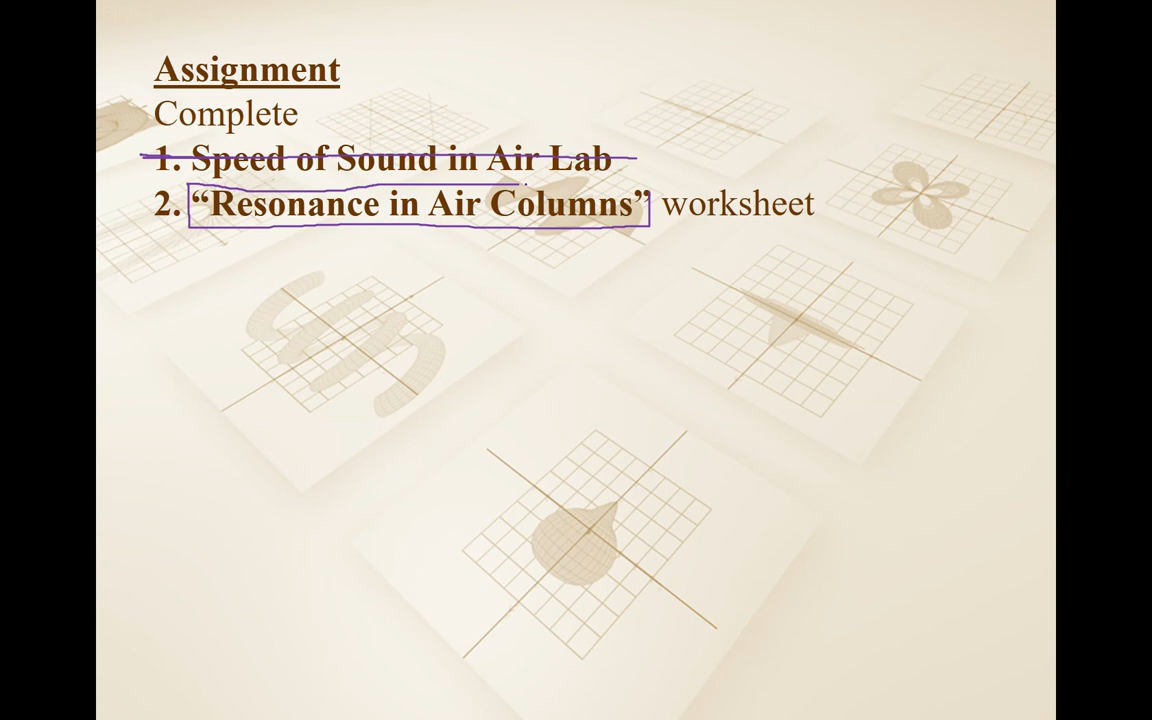 Assignment
Complete
1. Speed of Sound in Air Lab
2. “Resonance in Air Columns” worksheet